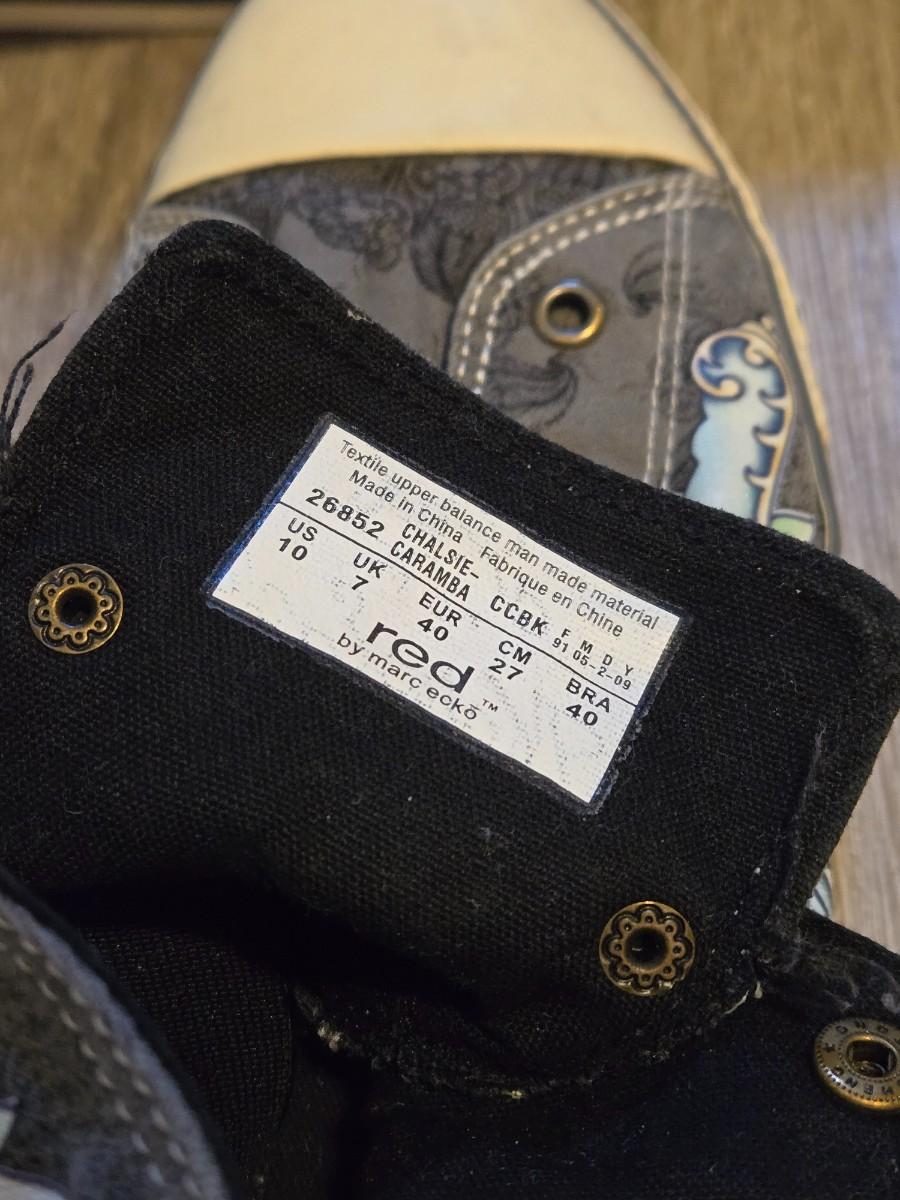 Textile upper balance man made material
Made in China Fabrique en Chine
26852 CHALSIE-CARAMBA CCBK F M D Y
91 05-2-09
US UK EUR CM BRA
10 7 40 27 40
red
by marc eckō™